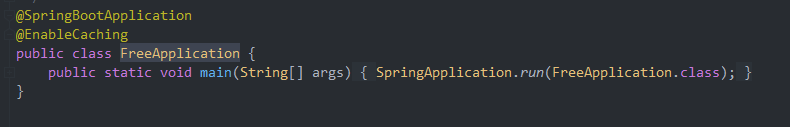 @SpringBootApplication
@EnableCaching
public class FreeApplication {
public static void main(String[] args) { SpringApplication.run(FreeApplication.class); }
}